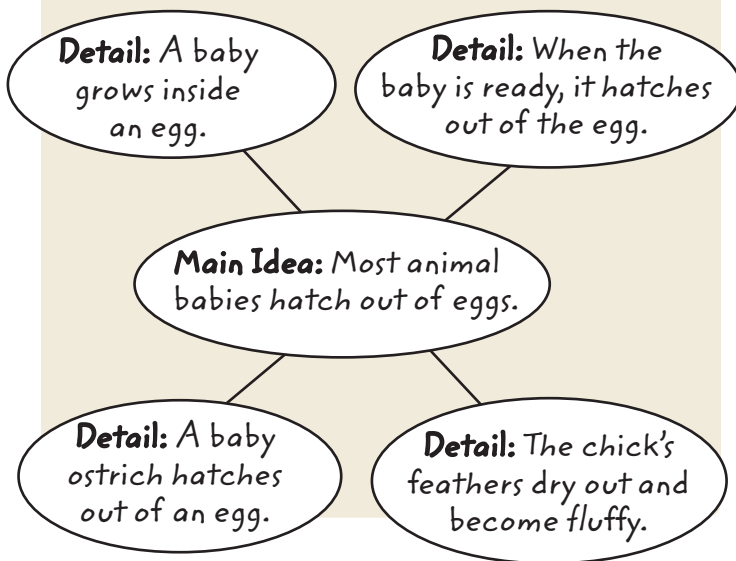 Detail: A baby
grows inside
an egg.
Detail: When the
baby is ready, it hatches
out of the egg.
Main Idea: Most animal
babies hatch out of eggs.
Detail: A baby
ostrich hatches
out of an egg.
Detail: The chick's
feathers dry out and
become fluffy.